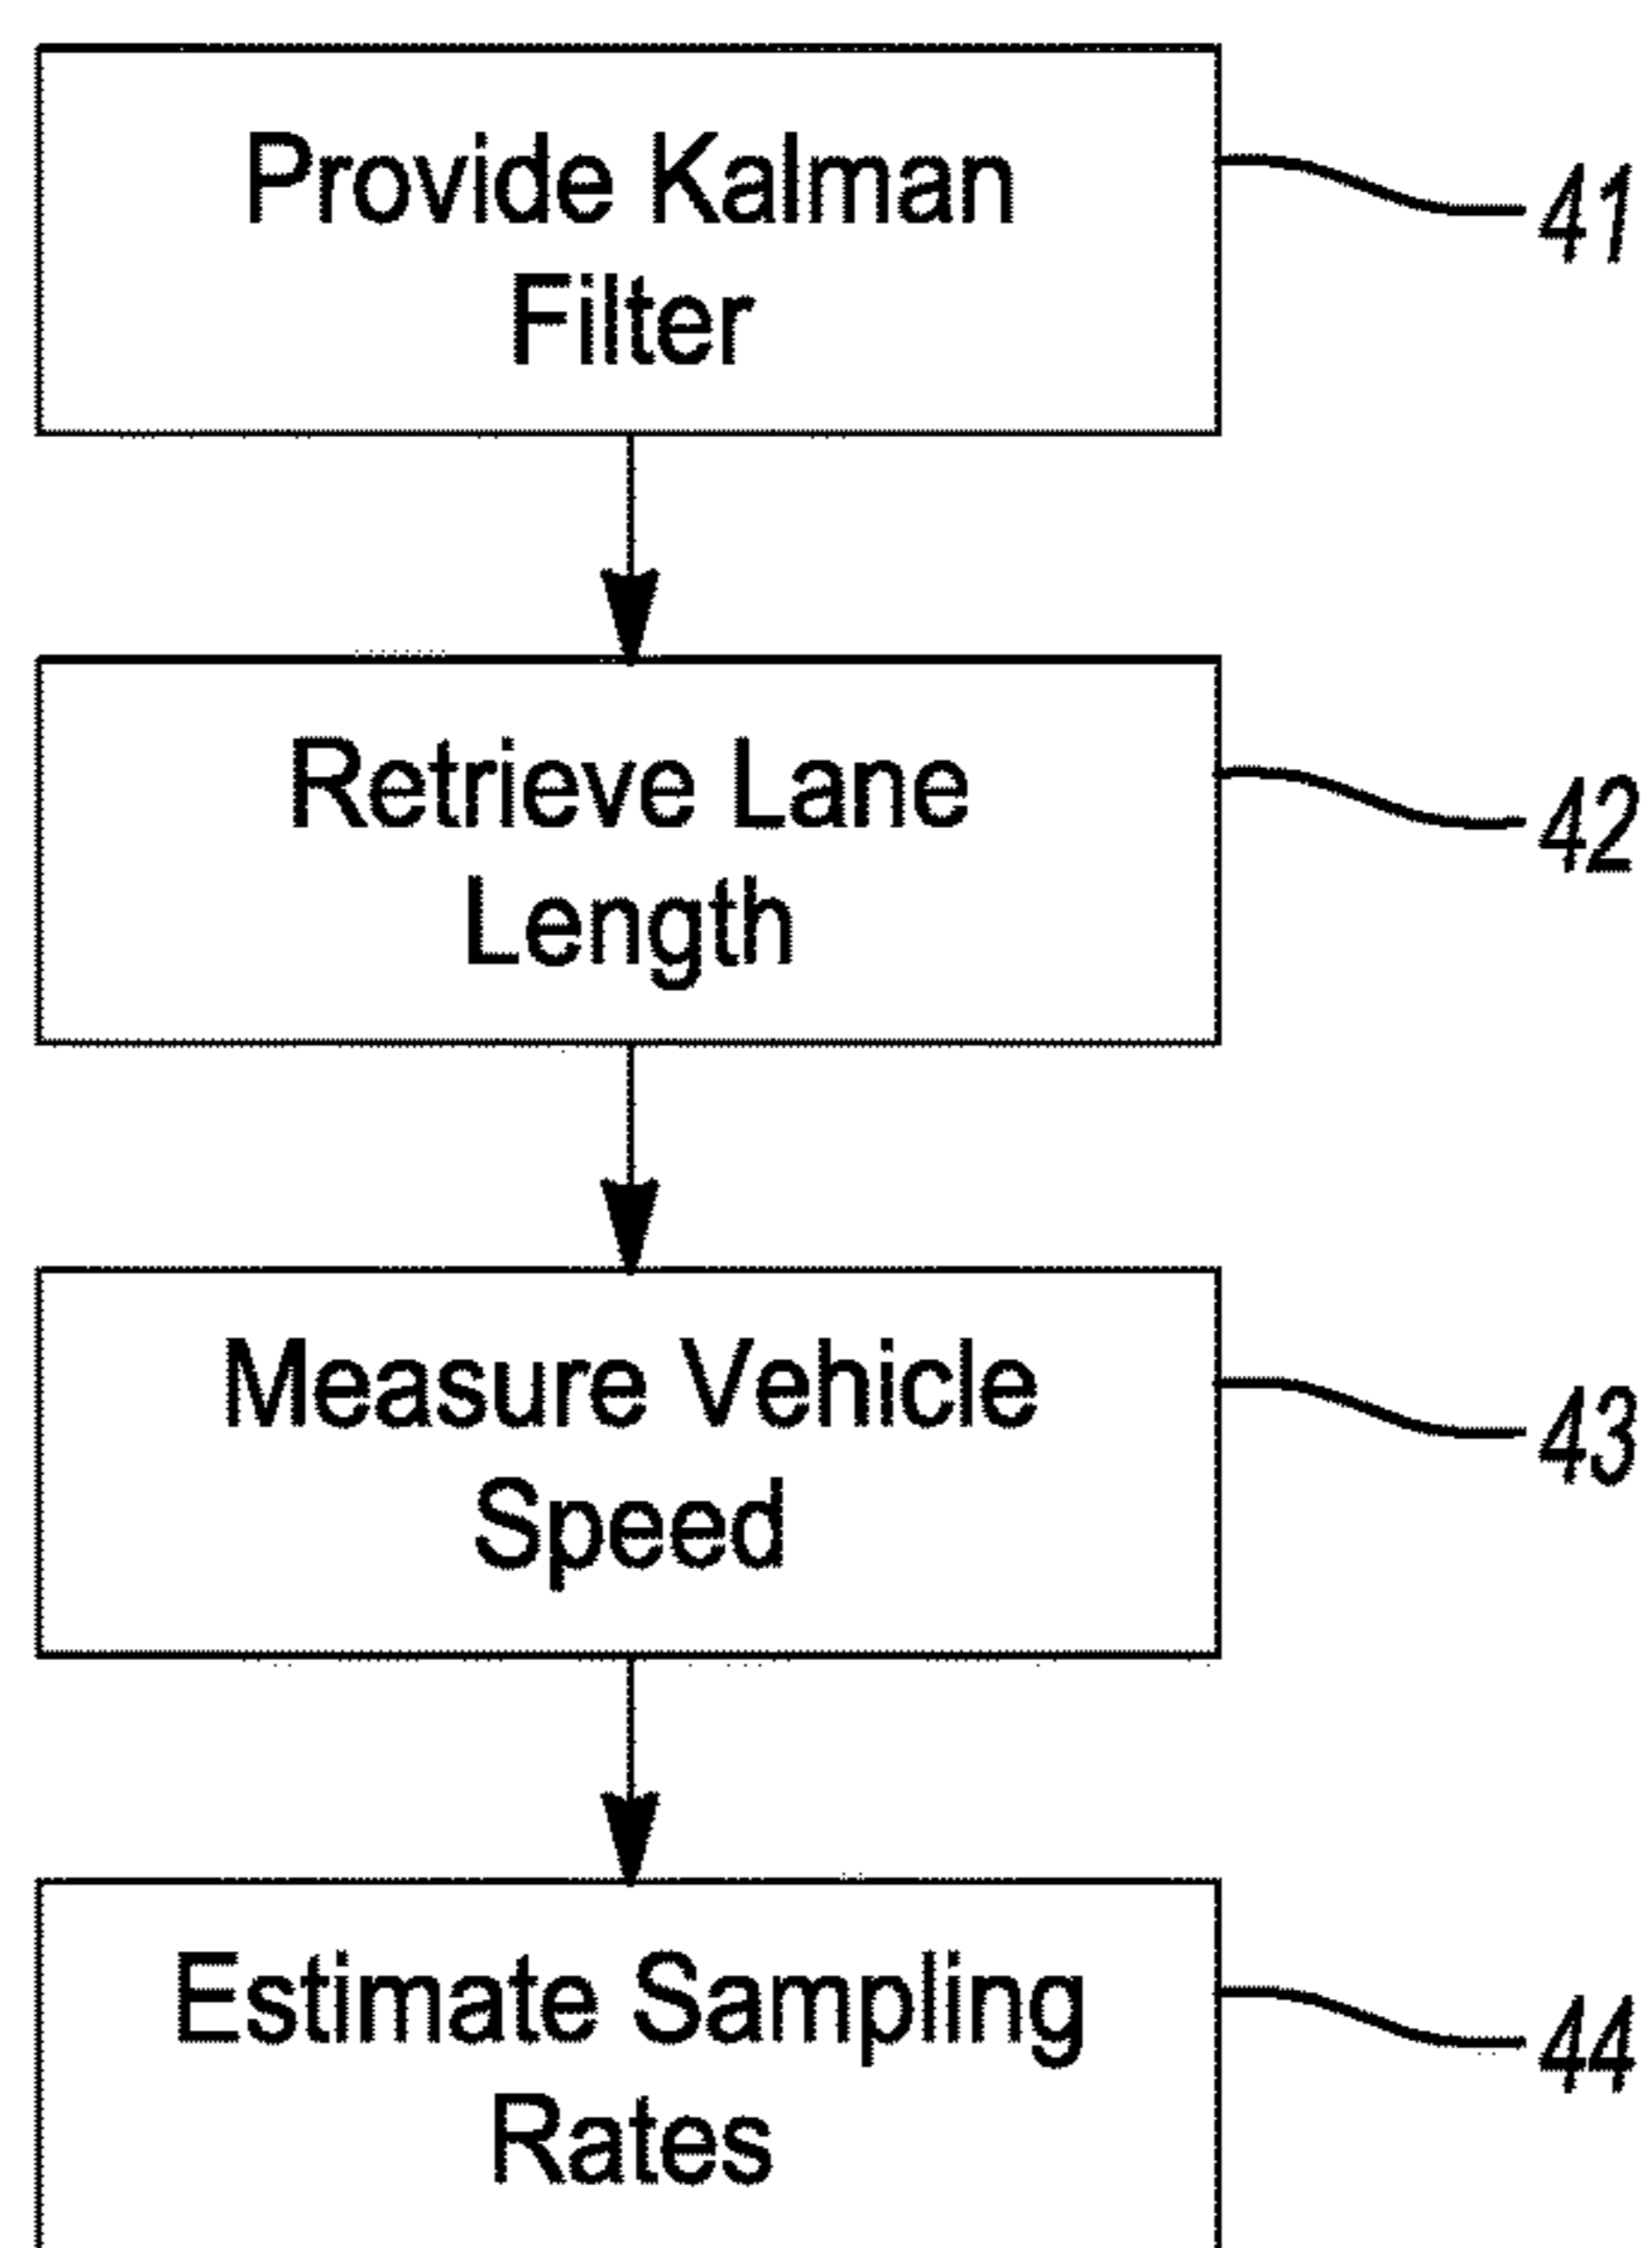 Provide Kalman
Filter
41
Retrieve Lane
Length
42
Measure Vehicle
Speed
43
Estimate Sampling
Rates
44